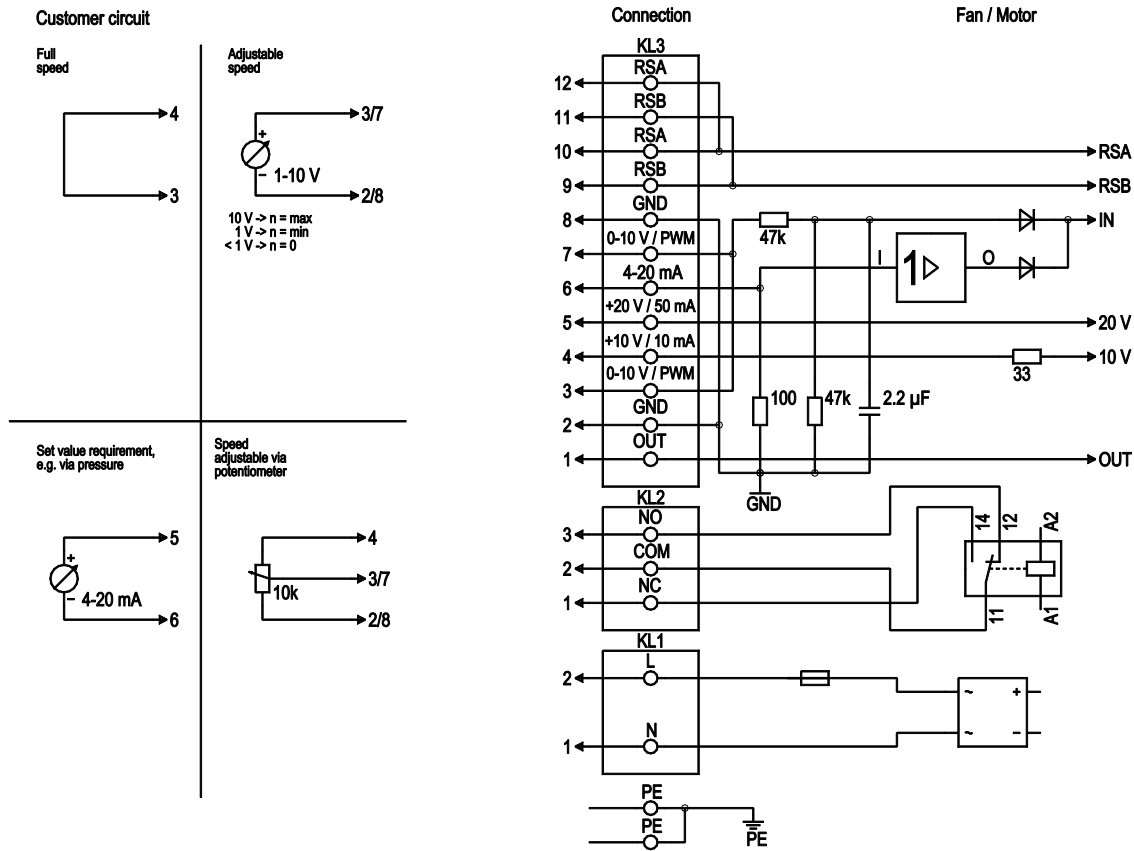 Customer circuit
Full
speed
4
3
Adjustable
speed
3/7
+
− 1-10 V
2/8
10 V -> n = max
1 V -> n = min
< 1 V -> n = 0
Set value requirement,
e.g. via pressure
5
+
− 4-20 mA
6
Speed
adjustable via
potentiometer
4
3/7
10k
2/8
Connection
Fan / Motor
KL3
RSA
12
RSB
11
RSA
10
RSA
RSB
9
RSB
GND
8
IN
47k
0-10 V / PWM
7
I
1
O
4-20 mA
6
+20 V / 50 mA
5
20 V
+10 V / 10 mA
4
10 V
33
0-10 V / PWM
3
100
47k
2.2 µF
GND
2
OUT
1
OUT
GND
KL2
NO
3
14
12
A2
COM
2
NC
1
11
A1
KL1
L
2
~
+
N
1
~
−
PE
PE
PE